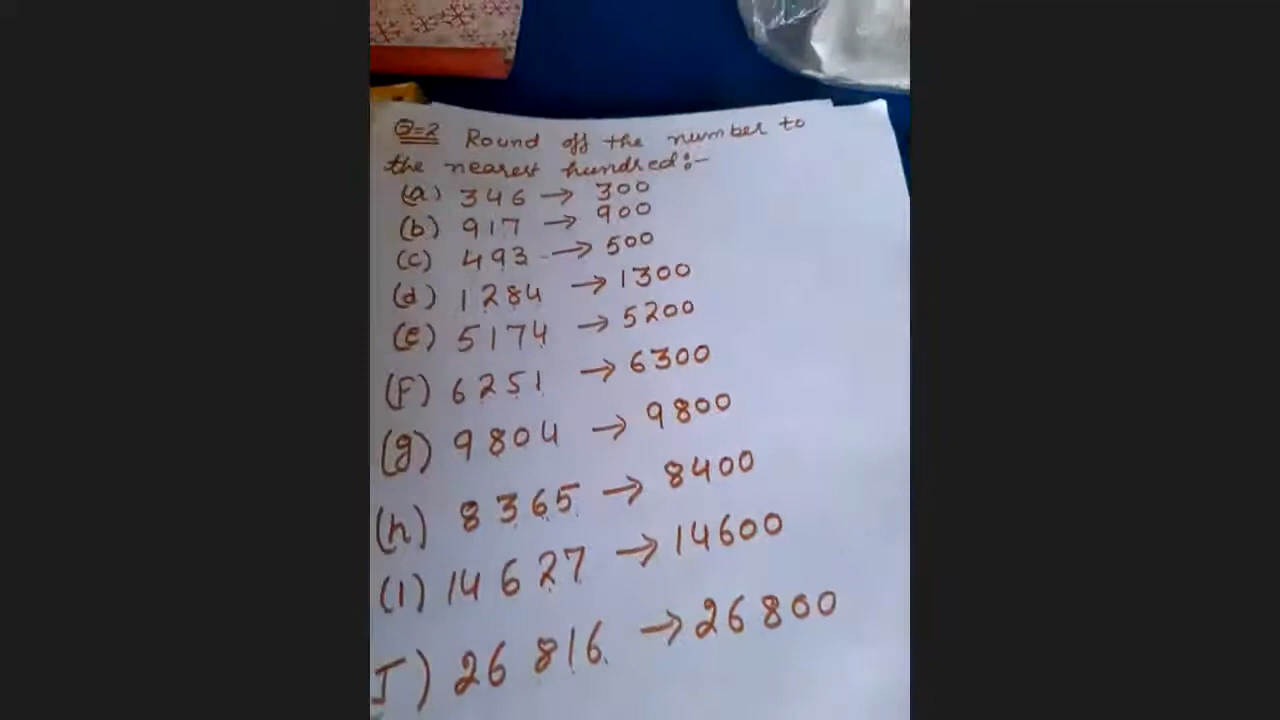 Q=2 Round off the number to
the nearest hundred:-
(a) 346 → 300
(b) 917 → 900
(c) 493 → 500
(d) 1284 → 1300
(e) 5174 → 5200
(F) 6251 → 6300
(g) 9804 → 9800
(h) 8365 → 8400
(I) 14627 → 14600
J) 26816 → 26800